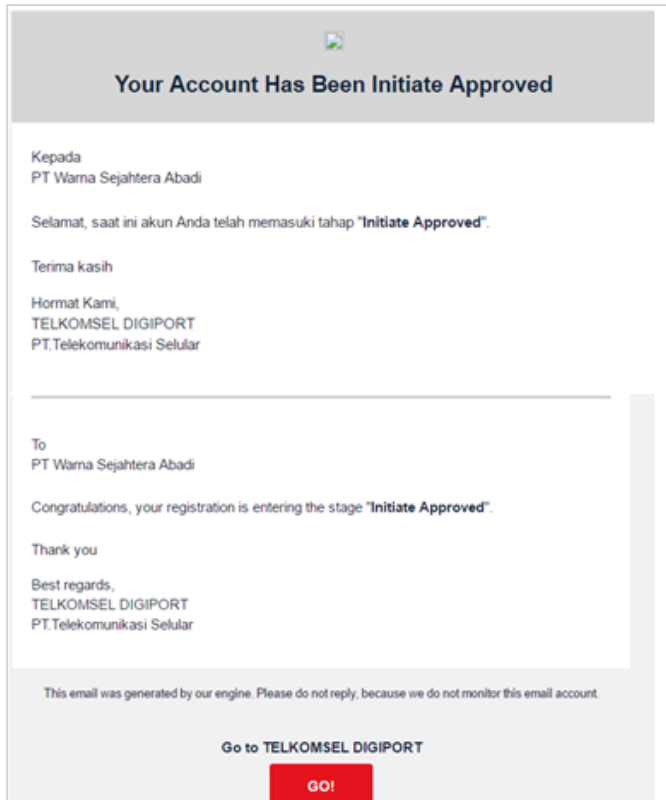 Your Account Has Been Initiate Approved
Kepada
PT Warna Sejahtera Abadi
Selamat, saat ini akun Anda telah memasuki tahap "Initiate Approved".
Terima kasih
Hormat Kami,
TELKOMSEL DIGIPORT
PT.Telekomunikasi Selular
To
PT Warna Sejahtera Abadi
Congratulations, your registration is entering the stage "Initiate Approved".
Thank you
Best regards,
TELKOMSEL DIGIPORT
PT.Telekomunikasi Selular
This email was generated by our engine. Please do not reply, because we do not monitor this email account.
Go to TELKOMSEL DIGIPORT
GO!